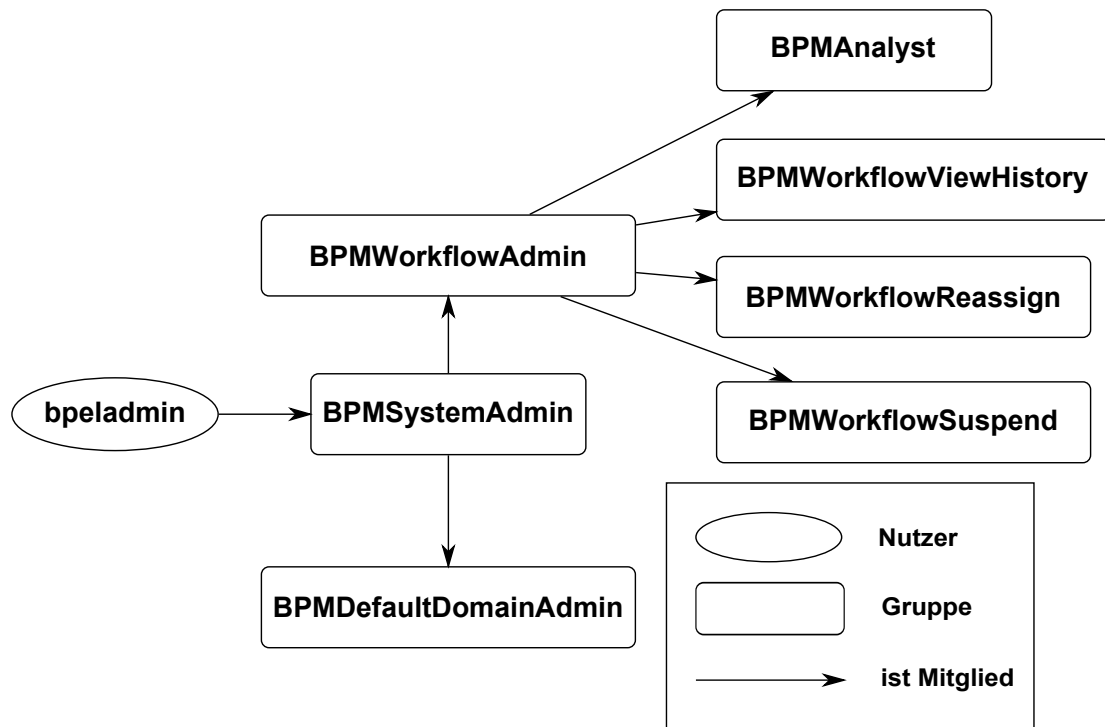 BPMAnalyst
BPMWorkflowViewHistory
BPMWorkflowAdmin
BPMWorkflowReassign
bpeladmin
BPMSystemAdmin
BPMWorkflowSuspend
BPMDefaultDomainAdmin
Nutzer
Gruppe
ist Mitglied